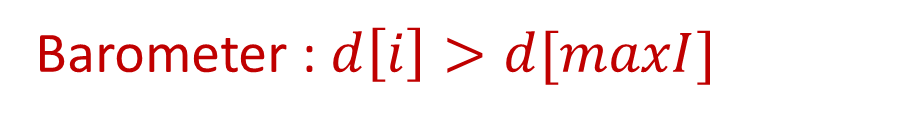 Barometer : d[i] > d[maxI]